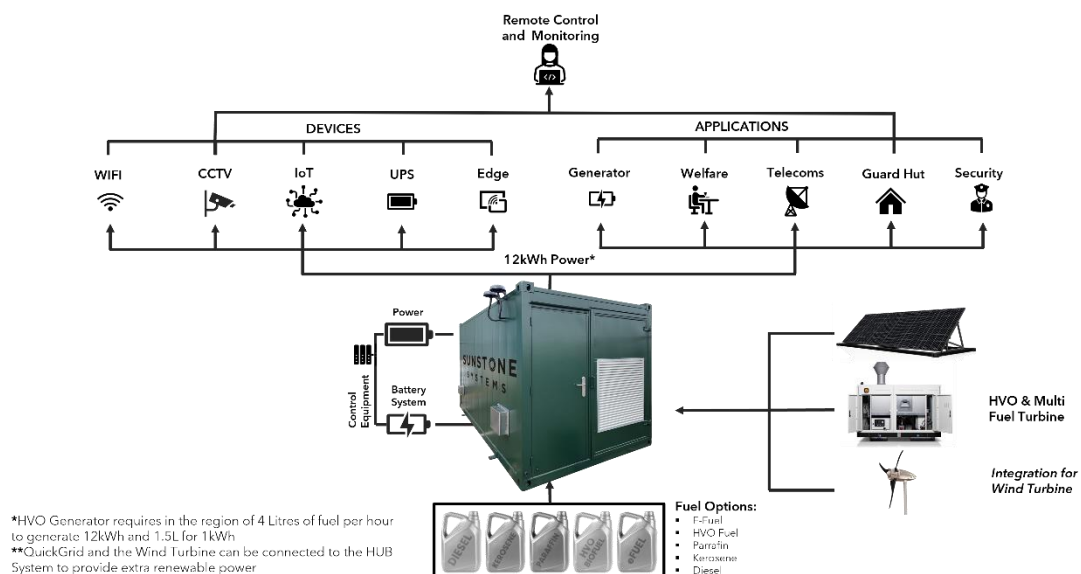 Remote Control
and Monitoring
DEVICES
APPLICATIONS
WIFI
CCTV
IoT
UPS
Edge
Generator
Welfare
Telecoms
Guard Hut
Security
12kWh Power*
Power
Control
Equipment
Battery
System
SUNSTONE
SYSTEMS
HVO & Multi
Fuel Turbine
Integration for
Wind Turbine
*HVO Generator requires in the region of 4 Litres of fuel per hour
to generate 12kWh and 1.5L for 1kWh
**QuickGrid and the Wind Turbine can be connected to the HUB
System to provide extra renewable power
DIESEL
KEROSENE
PARAFIN
HVO
BIOFUEL
eFUEL
Fuel Options:
▪ E-Fuel
▪ HVO Fuel
▪ Parrafin
▪ Kerosene
▪ Diesel